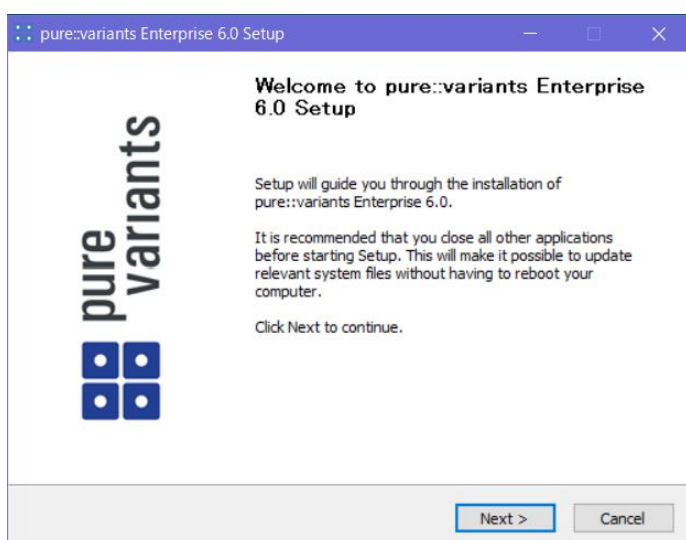 pure::variants Enterprise 6.0 Setup
Welcome to pure::variants Enterprise
6.0 Setup
pure
variants
Setup will guide you through the installation of
pure::variants Enterprise 6.0.
It is recommended that you close all other applications
before starting Setup. This will make it possible to update
relevant system files without having to reboot your
computer.
Click Next to continue.
Next >
Cancel